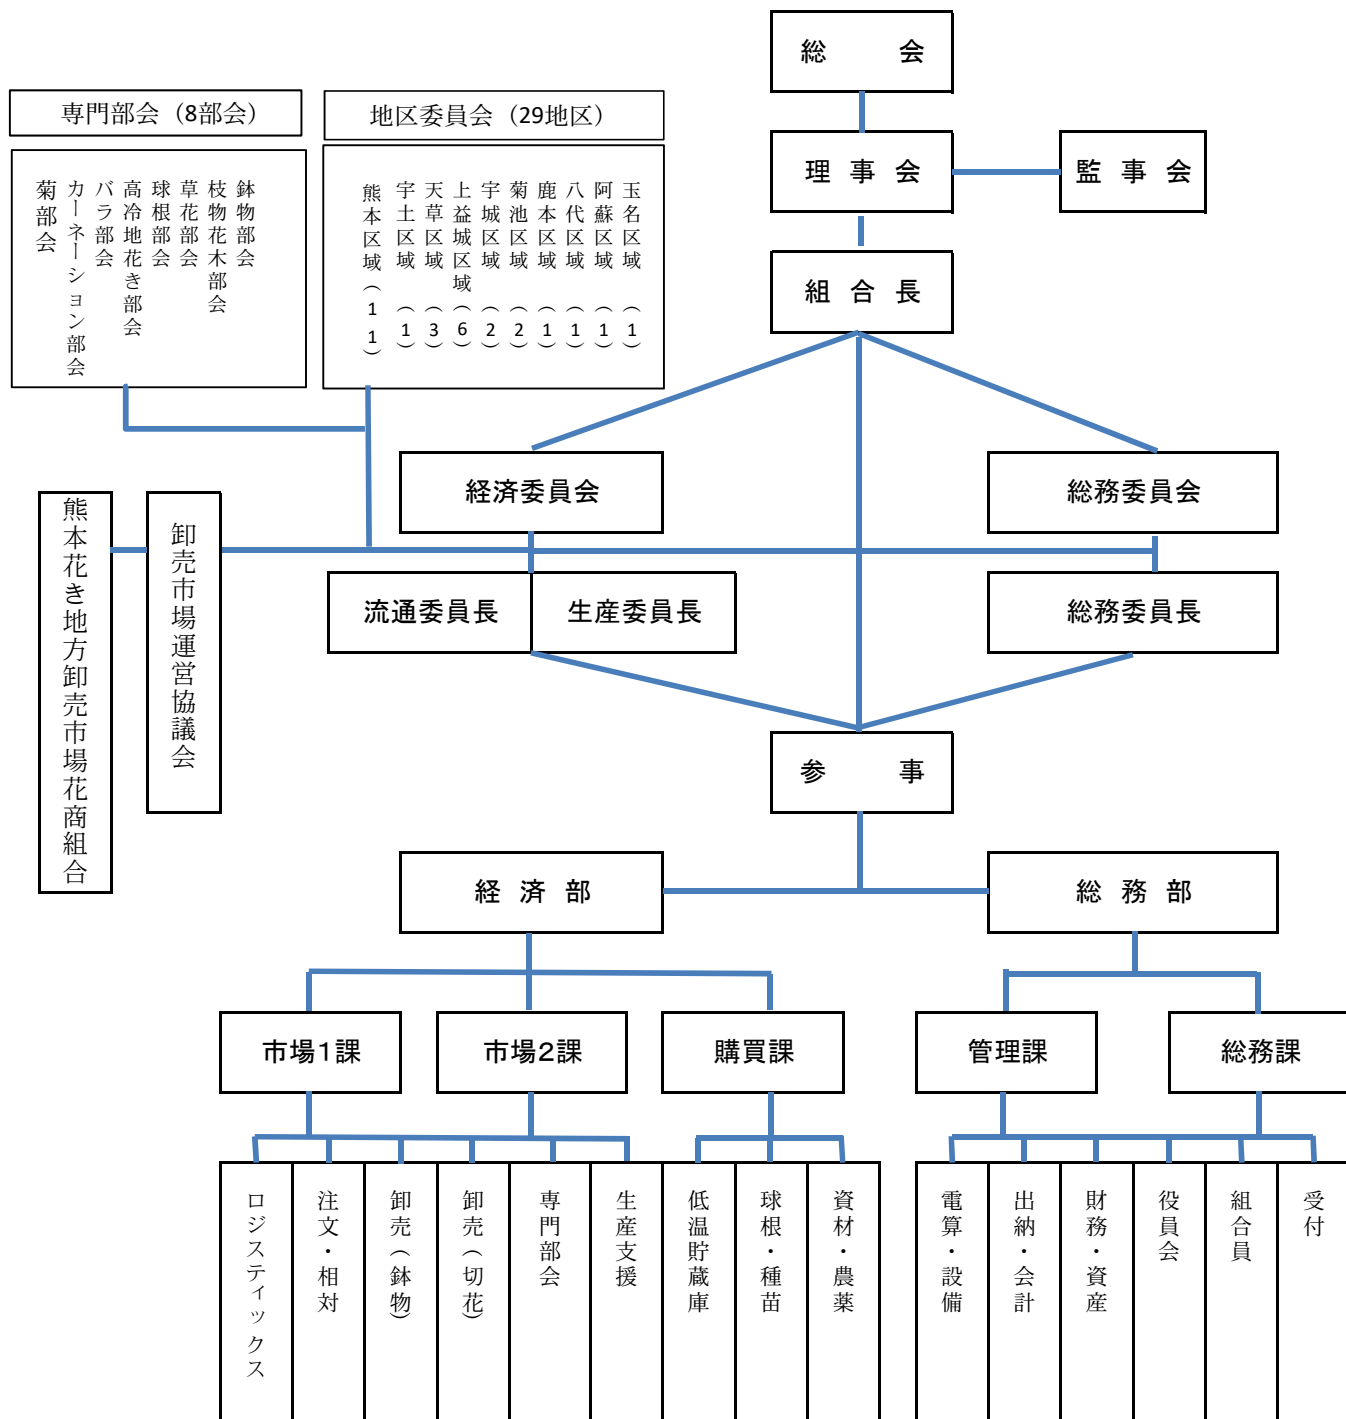 総　会
専門部会（8部会）
地区委員会（29地区）
理事会
監事会
鉢物部会
枝物花木部会
草花部会
球根部会
高冷地花き部会
バラ部会
カーネーション部会
菊部会
玉名区域（1）
阿蘇区域（1）
八代区域（1）
鹿本区域（1）
菊池区域（2）
宇城区域（2）
上益城区域（6）
天草区域（3）
宇土区域（1）
熊本区域（11）
組合長
経済委員会
総務委員会
熊本花き地方卸売市場花商組合
卸売市場運営協議会
流通委員長
生産委員長
総務委員長
参　事
経済部
総務部
市場1課
市場2課
購買課
管理課
総務課
ロジスティックス
注文・相対
卸売（鉢物）
卸売（切花）
専門部会
生産支援
低温貯蔵庫
球根・種苗
資材・農薬
電算・設備
出納・会計
財務・資産
役員会
組合員
受付